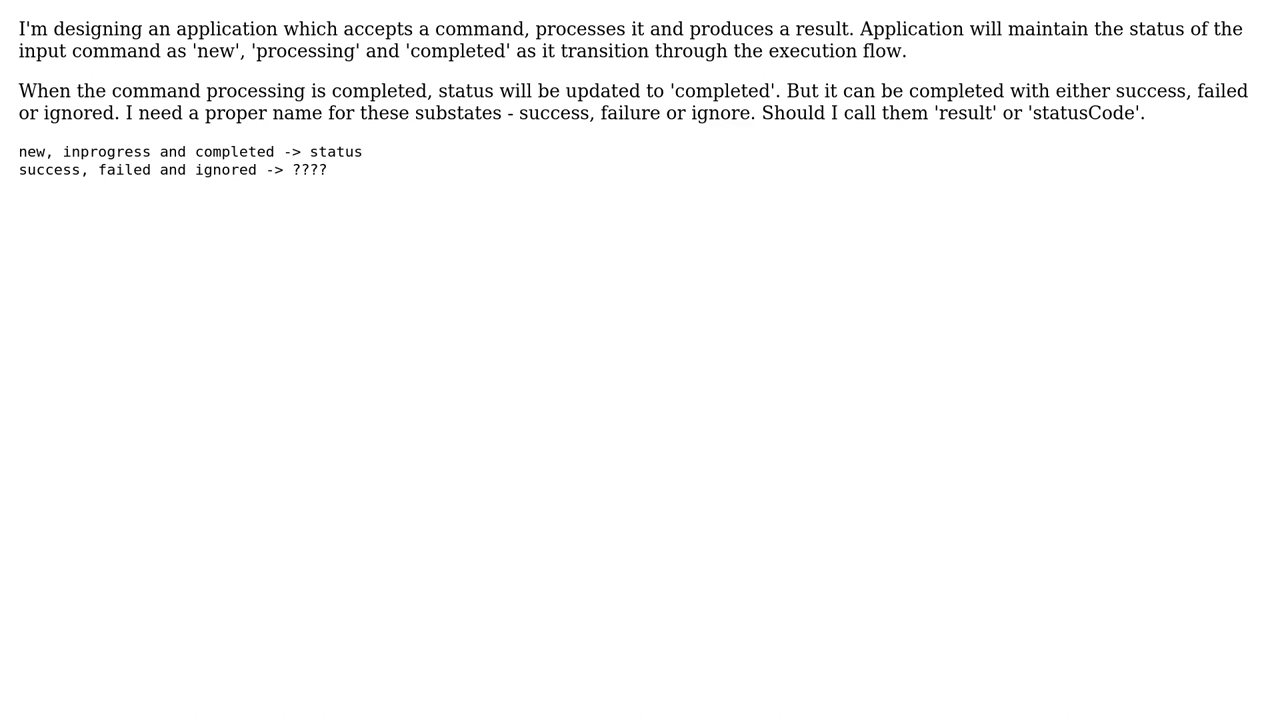 I'm designing an application which accepts a command, processes it and produces a result. Application will maintain the status of the
input command as 'new', 'processing' and 'completed' as it transition through the execution flow.
When the command processing is completed, status will be updated to 'completed'. But it can be completed with either success, failed
or ignored. I need a proper name for these substates - success, failure or ignore. Should I call them 'result' or 'statusCode'.
new, inprogress and completed -> status
success, failed and ignored -> ????